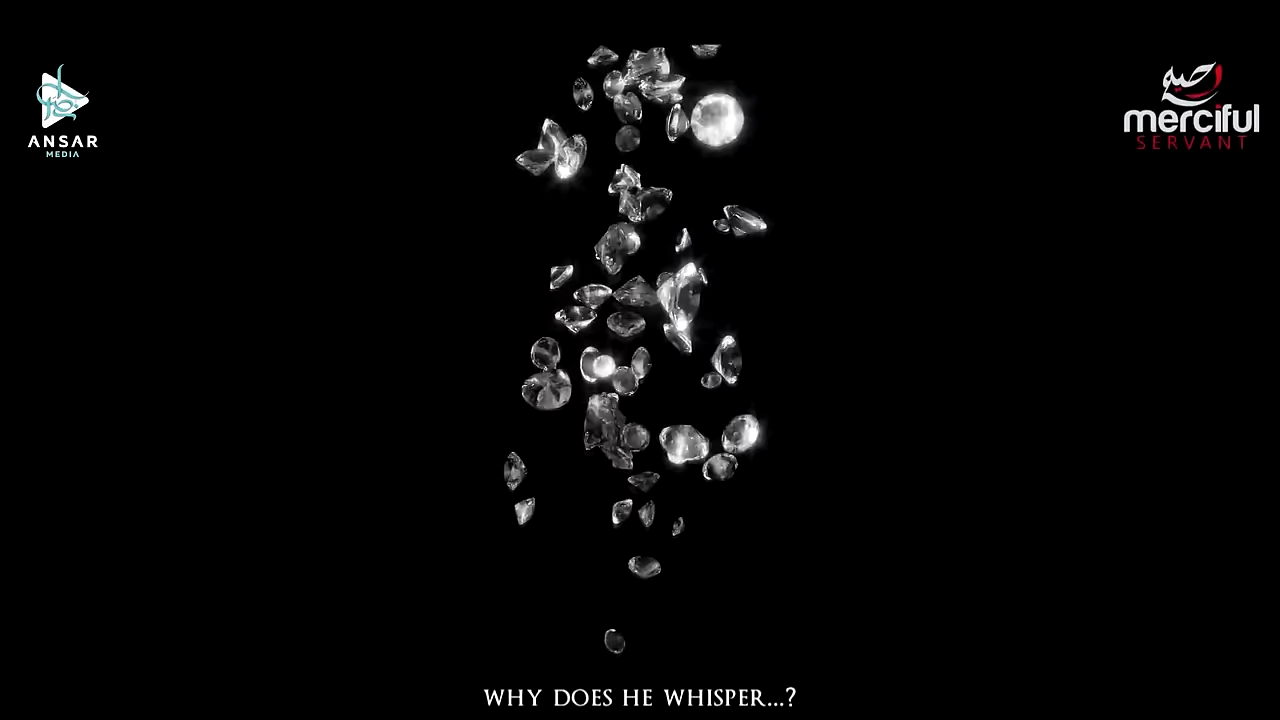 ANSAR
MEDIA
merciful
SERVANT
WHY DOES HE WHISPER...?